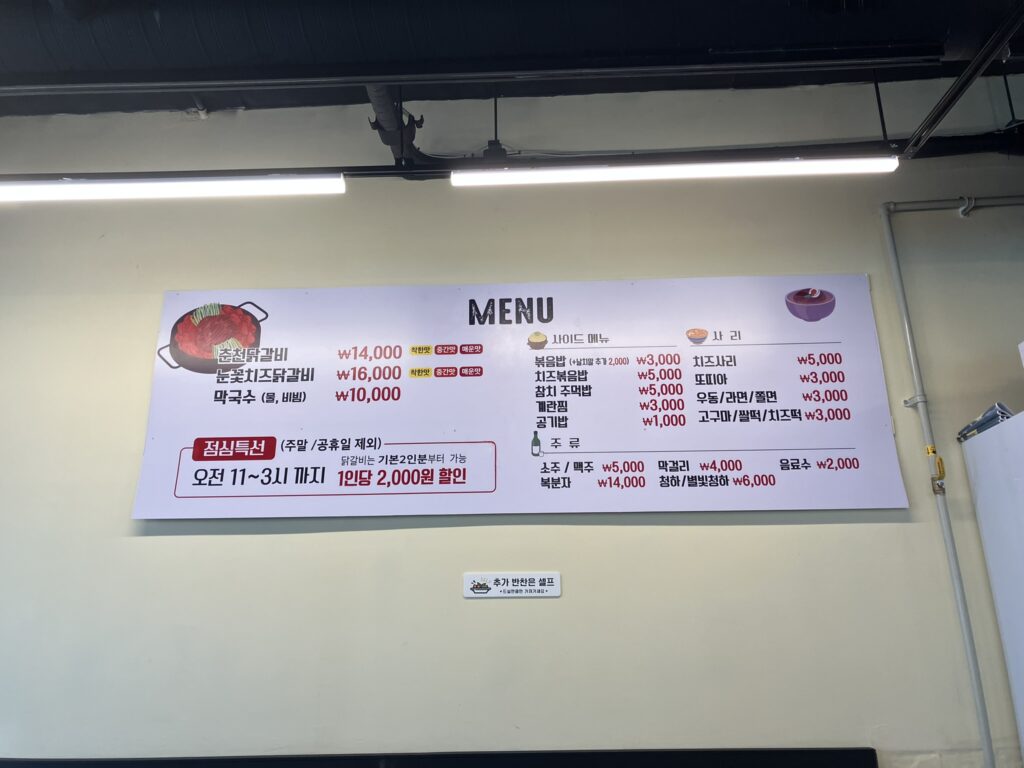 MENU
춘천닭갈비 ₩14,000 착한맛 중간맛 매운맛
눈꽃치즈닭갈비 ₩16,000 착한맛 중간맛 매운맛
막국수 (물, 비빔) ₩10,000
점심특선 (주말 /공휴일 제외)
닭갈비는 기본2인분부터 가능
오전 11~3시 까지 1인당 2,000원 할인
사이드 메뉴
볶음밥 (+날치알 추가 2,000) ₩3,000
치즈볶음밥 ₩5,000
참치 주먹밥 ₩5,000
계란찜 ₩3,000
공기밥 ₩1,000
사 리
치즈사리 ₩5,000
또띠아 ₩3,000
우동/라면/쫄면 ₩3,000
고구마/쌀떡/치즈떡 ₩3,000
주 류
소주 / 맥주 ₩5,000 막걸리 ₩4,000 음료수 ₩2,000
복분자 ₩14,000 청하/별빛청하 ₩6,000
추가 반찬은 셀프